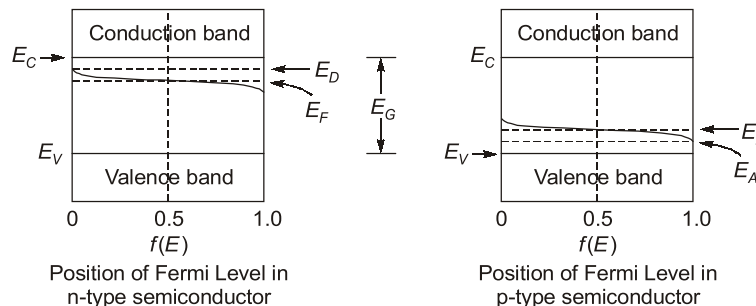 Conduction band
E_C
E_D
E_F
E_G
E_V
Valence band
0 0.5 1.0
f(E)
Position of Fermi Level in
n-type semiconductor
Conduction band
E_C
E_V
E_A
Valence band
0 0.5 1.0
f(E)
Position of Fermi Level in
p-type semiconductor